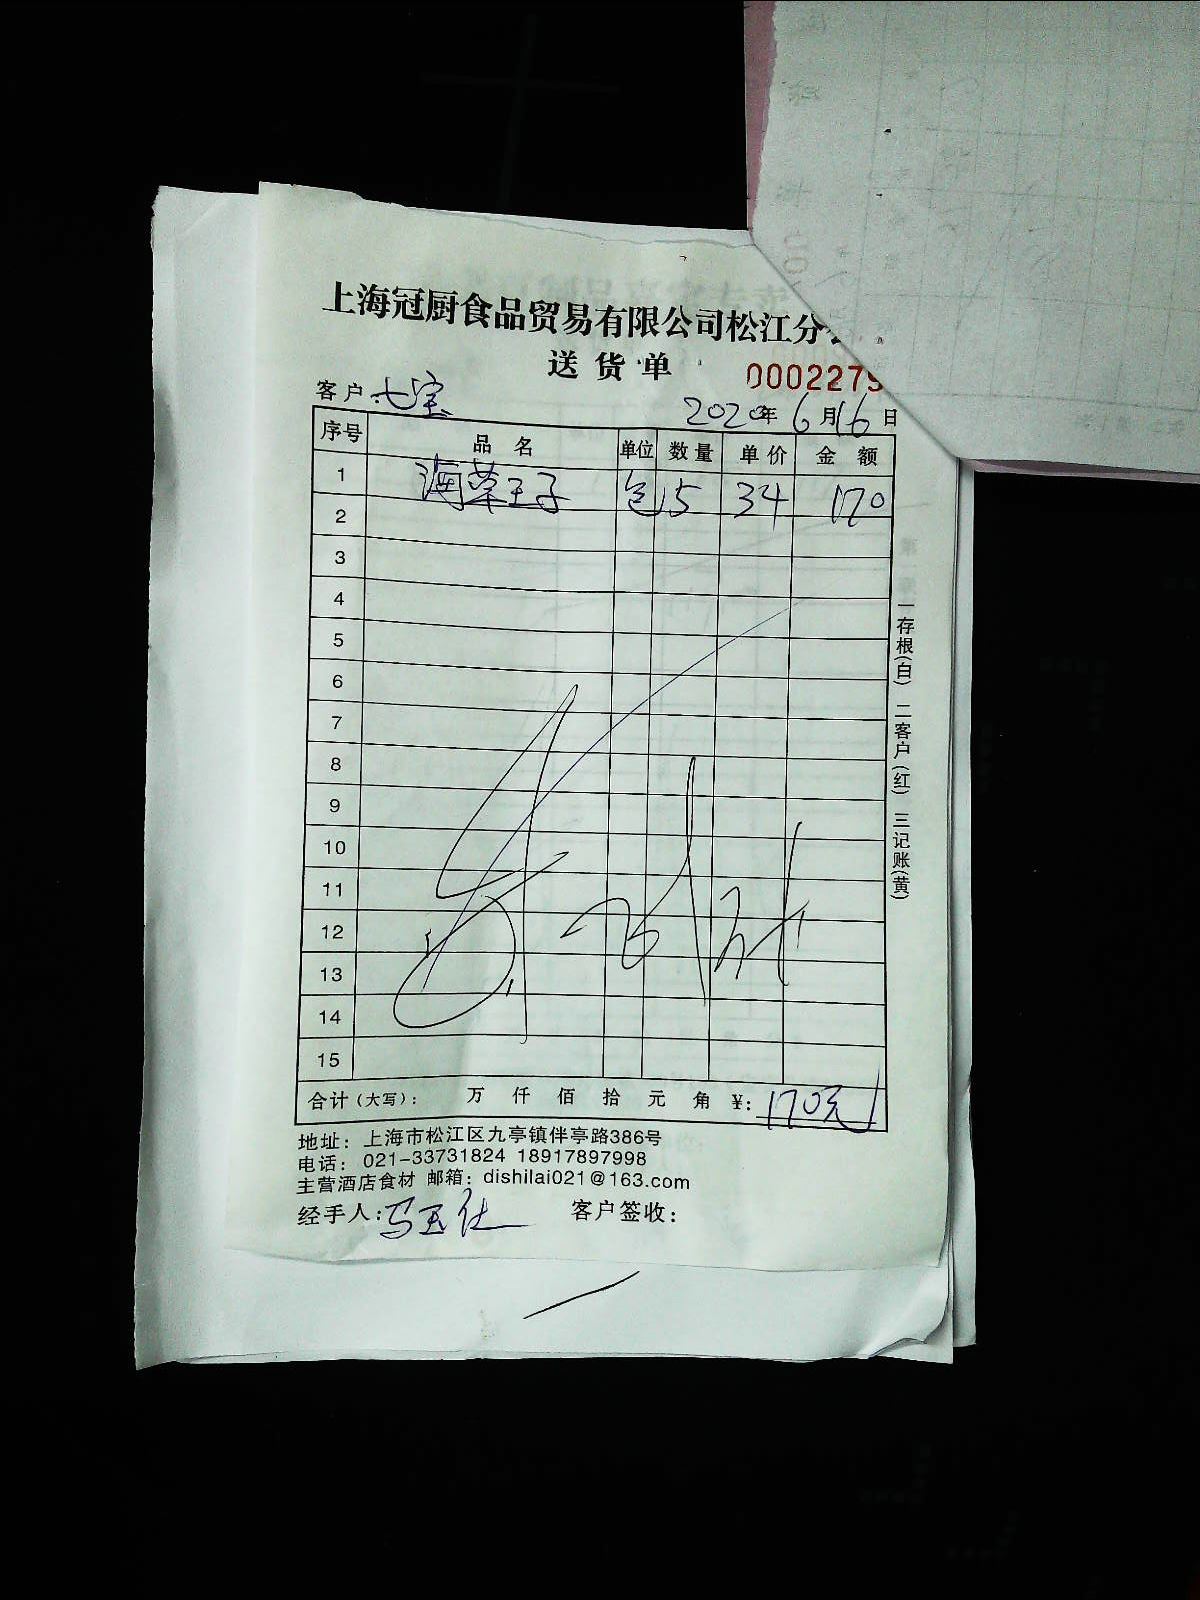 上海冠厨食品贸易有限公司松江分
送货单
000227
客户:七宝
2020年6月16日
序号 品名 单位 数量 单价 金额
1 海草王子 包 5 34 170
2
3
4
5
6
7
8
9
10
11
12
13
14
15
合计(大写): 万 仟 佰 拾 元 角 ¥: 170元
一存根(白) 二客户(红) 三记账(黄)
地址: 上海市松江区九亭镇伴亭路386号
电话: 021-33731824 18917897998
主营酒店食材 邮箱: dishilai021@163.com
经手人:马玉仕 客户签收: